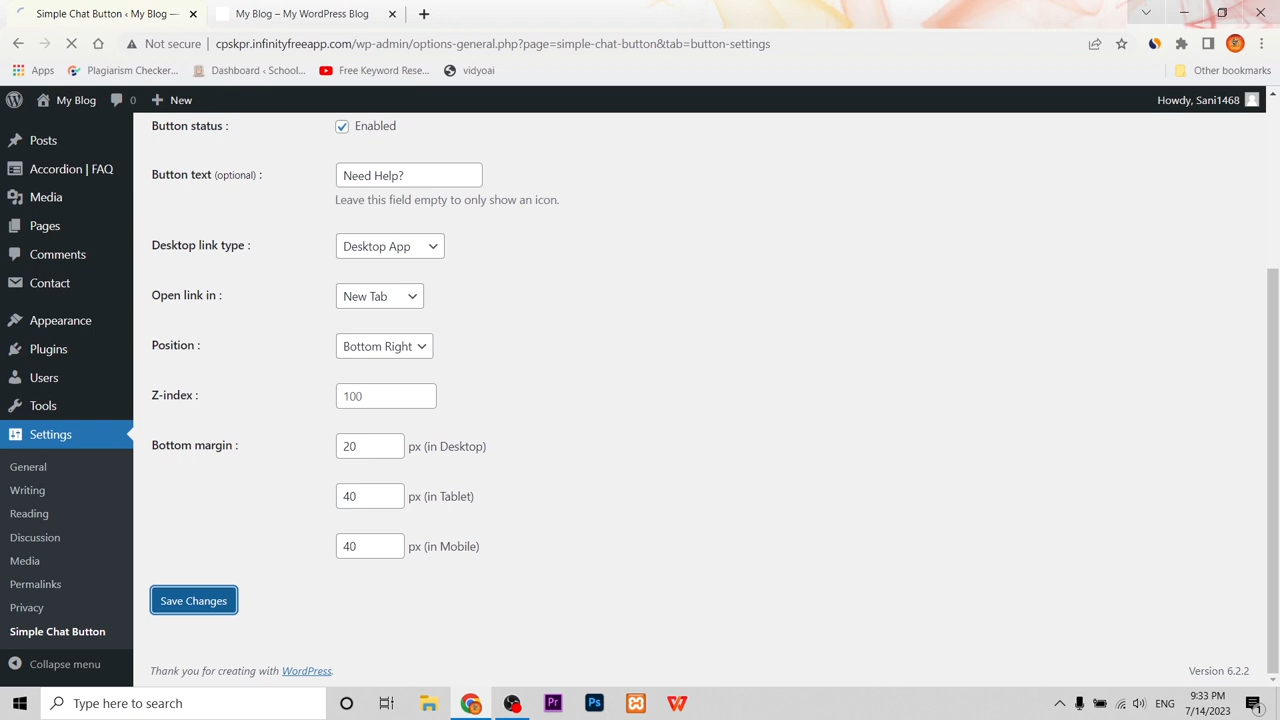 Simple Chat Button ‹ My Blog — M
My Blog – My WordPress Blog
Not secure
cpskpr.infinityfreeapp.com/wp-admin/options-general.php?page=simple-chat-button&tab=button-settings
Apps
Plagiarism Checker...
Dashboard ‹ School...
Free Keyword Rese...
vidyoai
Other bookmarks
My Blog
0
New
Howdy, Sani1468
Posts
Accordion | FAQ
Media
Pages
Comments
Contact
Appearance
Plugins
Users
Tools
Settings
General
Writing
Reading
Discussion
Media
Permalinks
Privacy
Simple Chat Button
Collapse menu
Button status :
Enabled
Button text (optional) :
Need Help?
Leave this field empty to only show an icon.
Desktop link type :
Desktop App
Open link in :
New Tab
Position :
Bottom Right
Z-index :
100
Bottom margin :
20 px (in Desktop)
40 px (in Tablet)
40 px (in Mobile)
Save Changes
Thank you for creating with WordPress.
Version 6.2.2
Type here to search
Pr
Ps
ENG
9:33 PM
7/14/2023
1